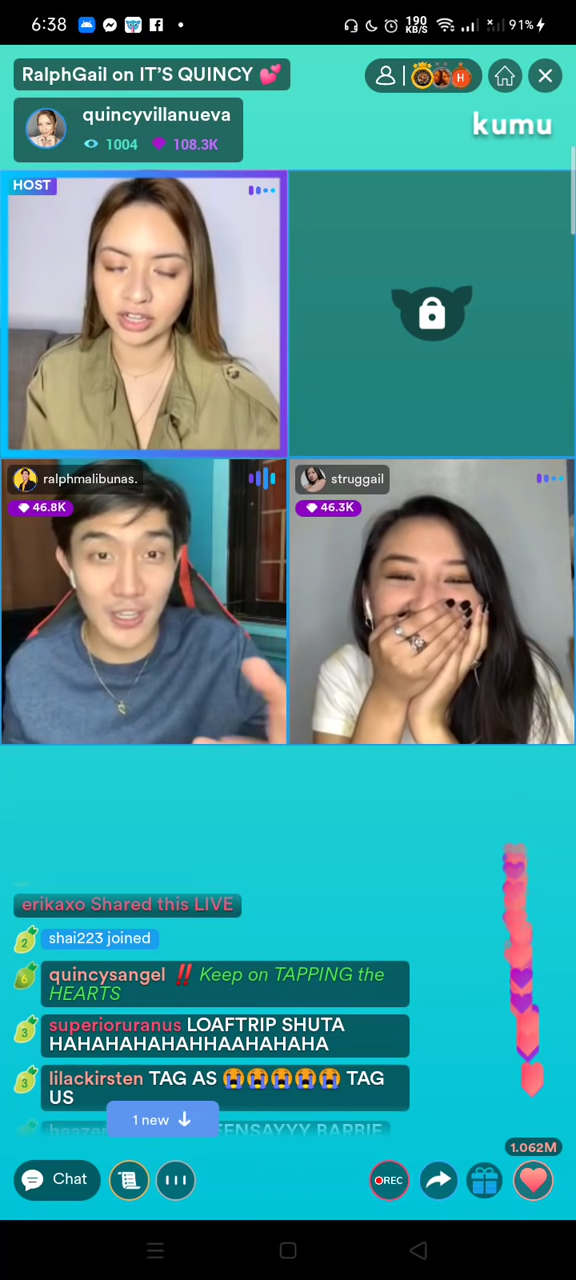 6:38
190
KB/S
91%
RalphGail on IT'S QUINCY 💕
H
quincyvillanueva
1004 108.3K
kumu
HOST
ralphmalibunas.
46.8K
struggail
46.3K
erikaxo Shared this LIVE
2 shai223 joined
6 quincysangel ‼️ Keep on TAPPING the
HEARTS
3 superioruranus LOAFTRIP SHUTA
HAHAHAHAHAHHAAHAHAHA
3 lilackirsten TAG AS 😭😭😭😭😭 TAG
US
1 new
BARBIE
1.062M
Chat
REC